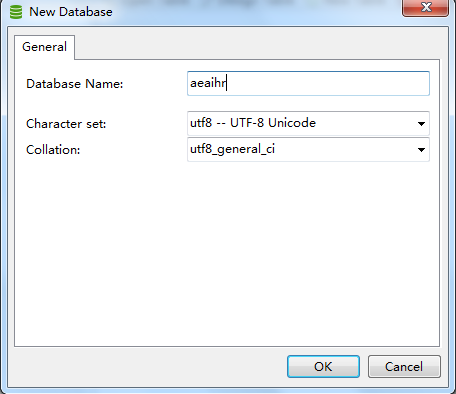 New Database
General
Database Name: aeaihr
Character set: utf8 -- UTF-8 Unicode
Collation: utf8_general_ci
OK Cancel